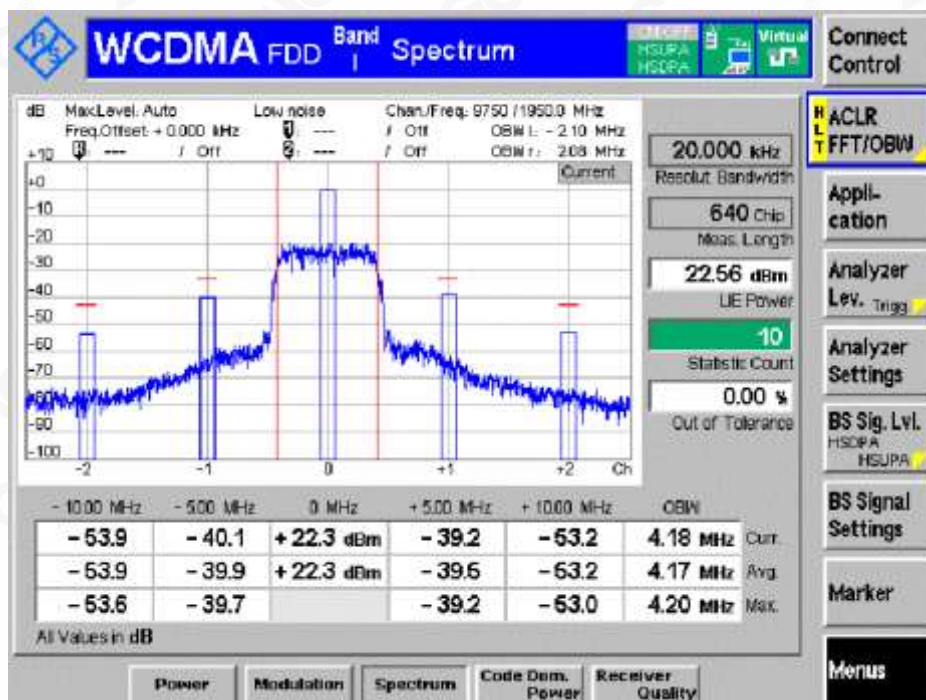 WCDMA FDD Band I Spectrum
HSUPA
HSDPA
Virtual
Connect Control
dB Max.Level: Auto Low noise Chan./Freq.: 9750 / 1950.0 MHz
Freq.Offset: + 0.000 kHz 1: --- / Off OBW l: - 2.10 MHz
--- / Off 2: --- / Off OBW r: 2.08 MHz
Current
+10
+0
-10
-20
-30
-40
-50
-60
-70
-80
-90
-100
-2 -1 0 +1 +2 Ch
20.000 kHz
Resolut. Bandwidth
640 Chip
Meas. Length
22.56 dBm
UE Power
10
Statistic Count
0.00 %
Out of Tolerance
- 10.00 MHz - 5.00 MHz 0 MHz + 5.00 MHz + 10.00 MHz OBW
- 53.9 - 40.1 + 22.3 dBm - 39.2 - 53.2 4.18 MHz Curr.
- 53.9 - 39.9 + 22.3 dBm - 39.6 - 53.2 4.17 MHz Avg.
- 53.6 - 39.7 - 39.2 - 53.0 4.20 MHz Max.
All Values in dB
HLT
ACLR
FFT/OBW
Appli-
cation
Analyzer
Lev. Trigg
Analyzer
Settings
BS Sig. Lvl.
HSDPA
HSUPA
BS Signal
Settings
Marker
Menus
Power Modulation Spectrum Code Dom. Power Receiver Quality